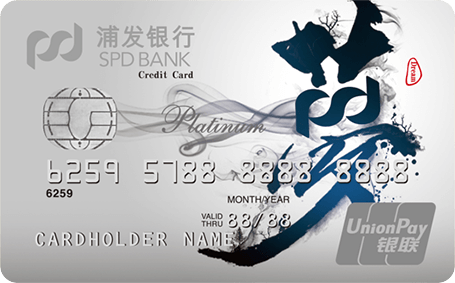 浦发银行
SPD BANK
Credit Card
Dream
Platinum
梦
6259 5788 8888 8888
6259
MONTH/YEAR
VALID THRU 88/88
CARDHOLDER NAME
UnionPay
银联